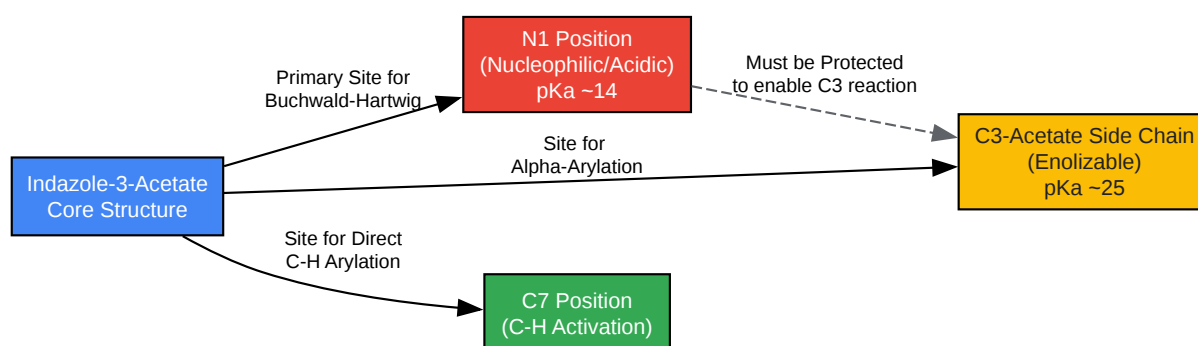 N1 Position
(Nucleophilic/Acidic)
pKa ~14
Must be Protected
to enable C3 reaction
Primary Site for
Buchwald-Hartwig
Site for
Alpha-Arylation
C3-Acetate Side Chain
(Enolizable)
pKa ~25
Indazole-3-Acetate
Core Structure
Site for Direct
C-H Arylation
C7 Position
(C-H Activation)